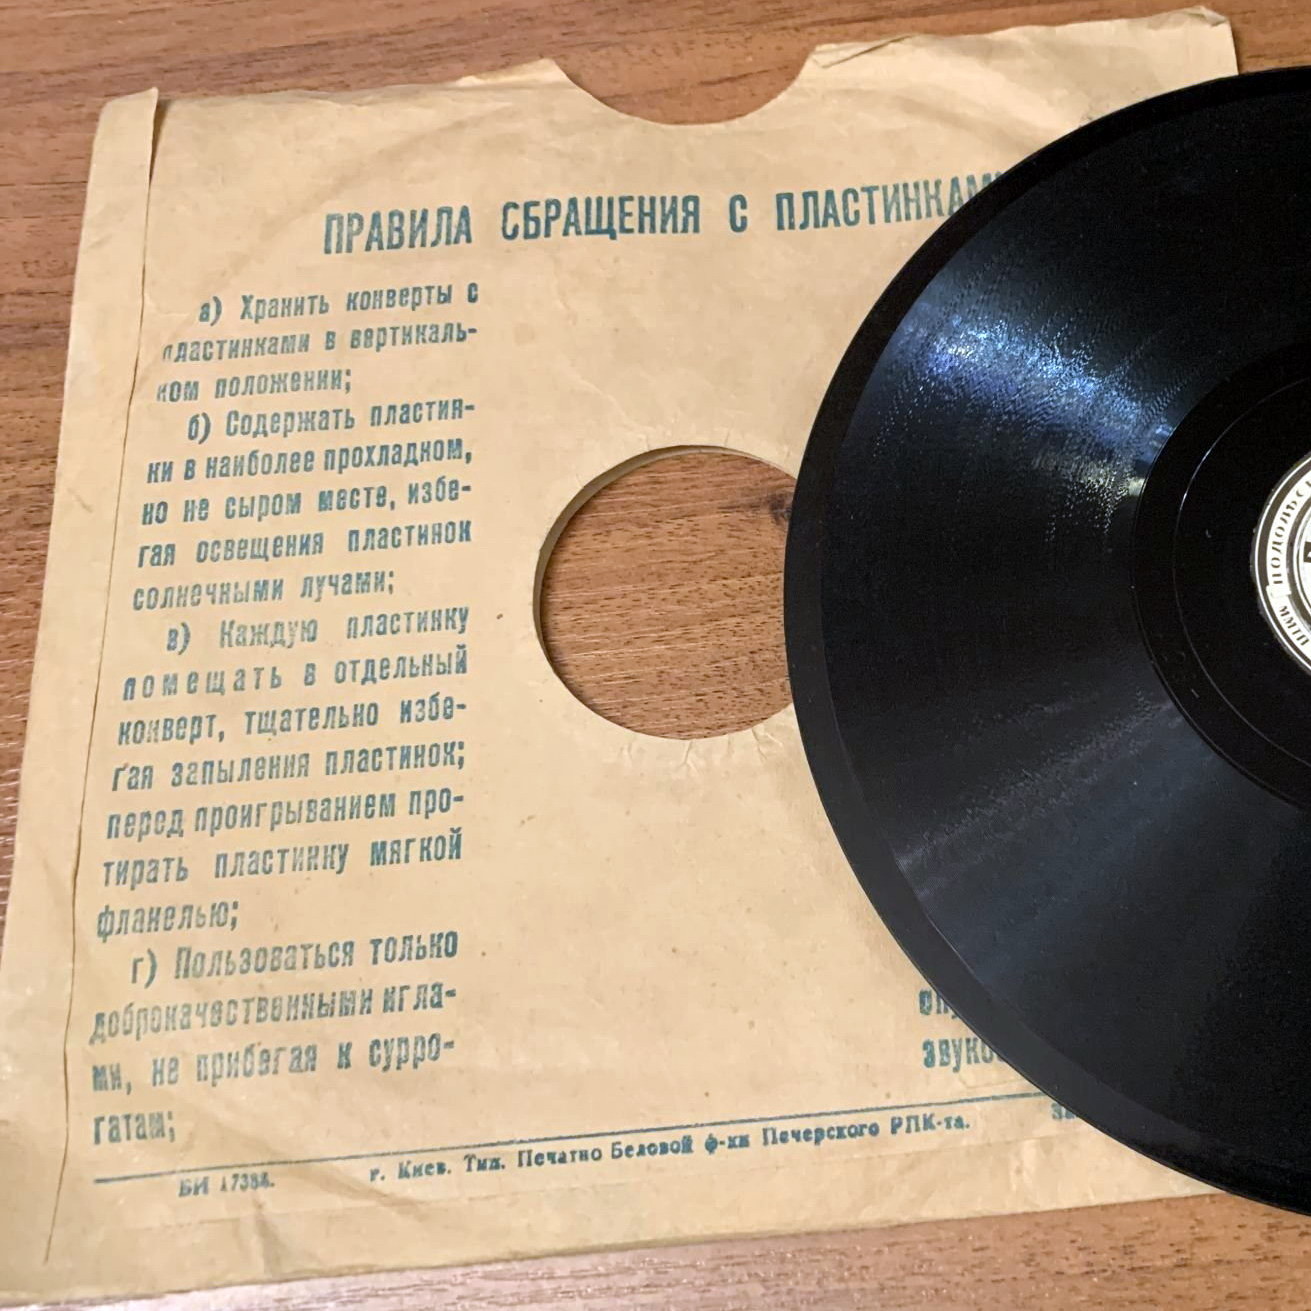 ПРАВИЛА СБРАЩЕНИЯ С ПЛАСТИНКАМИ
а) Хранить конверты с
пластинками в вертикаль-
ном положении;
б) Содержать пластин-
ки в наиболее прохладном,
но не сыром месте, избе-
гая освещения пластинок
солнечными лучами;
в) Каждую пластинку
помещать в отдельный
конверт, тщательно избе-
гая запыления пластинок;
перед проигрыванием про-
тирать пластинку мягкой
фланелью;
г) Пользоваться только
доброкачественными игла-
ми, не прибегая к сурро-
гатам;
БИ 17384.
г. Киев. Тип. Печатно Беловой ф-ки Печерского РПК-та.
ММПП